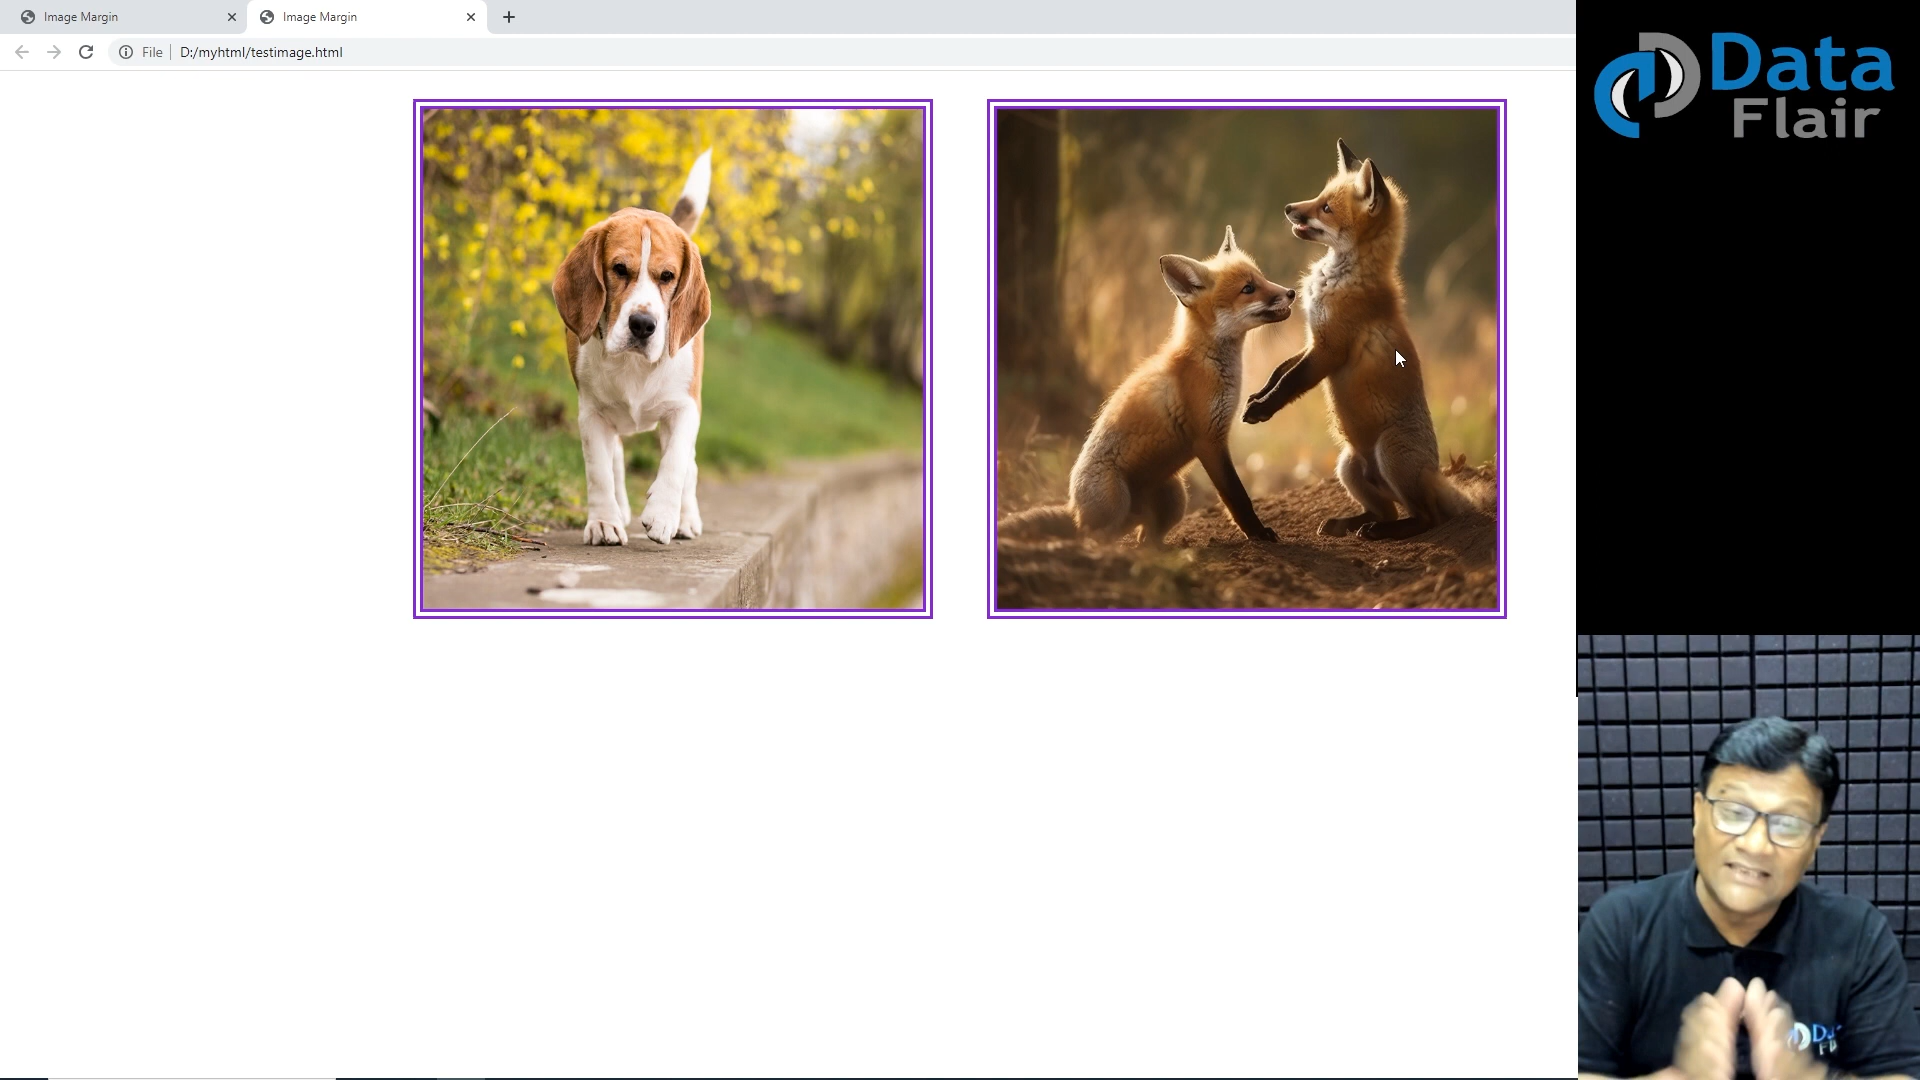 Image Margin
Image Margin
File
D:/myhtml/testimage.html
Data
Flair